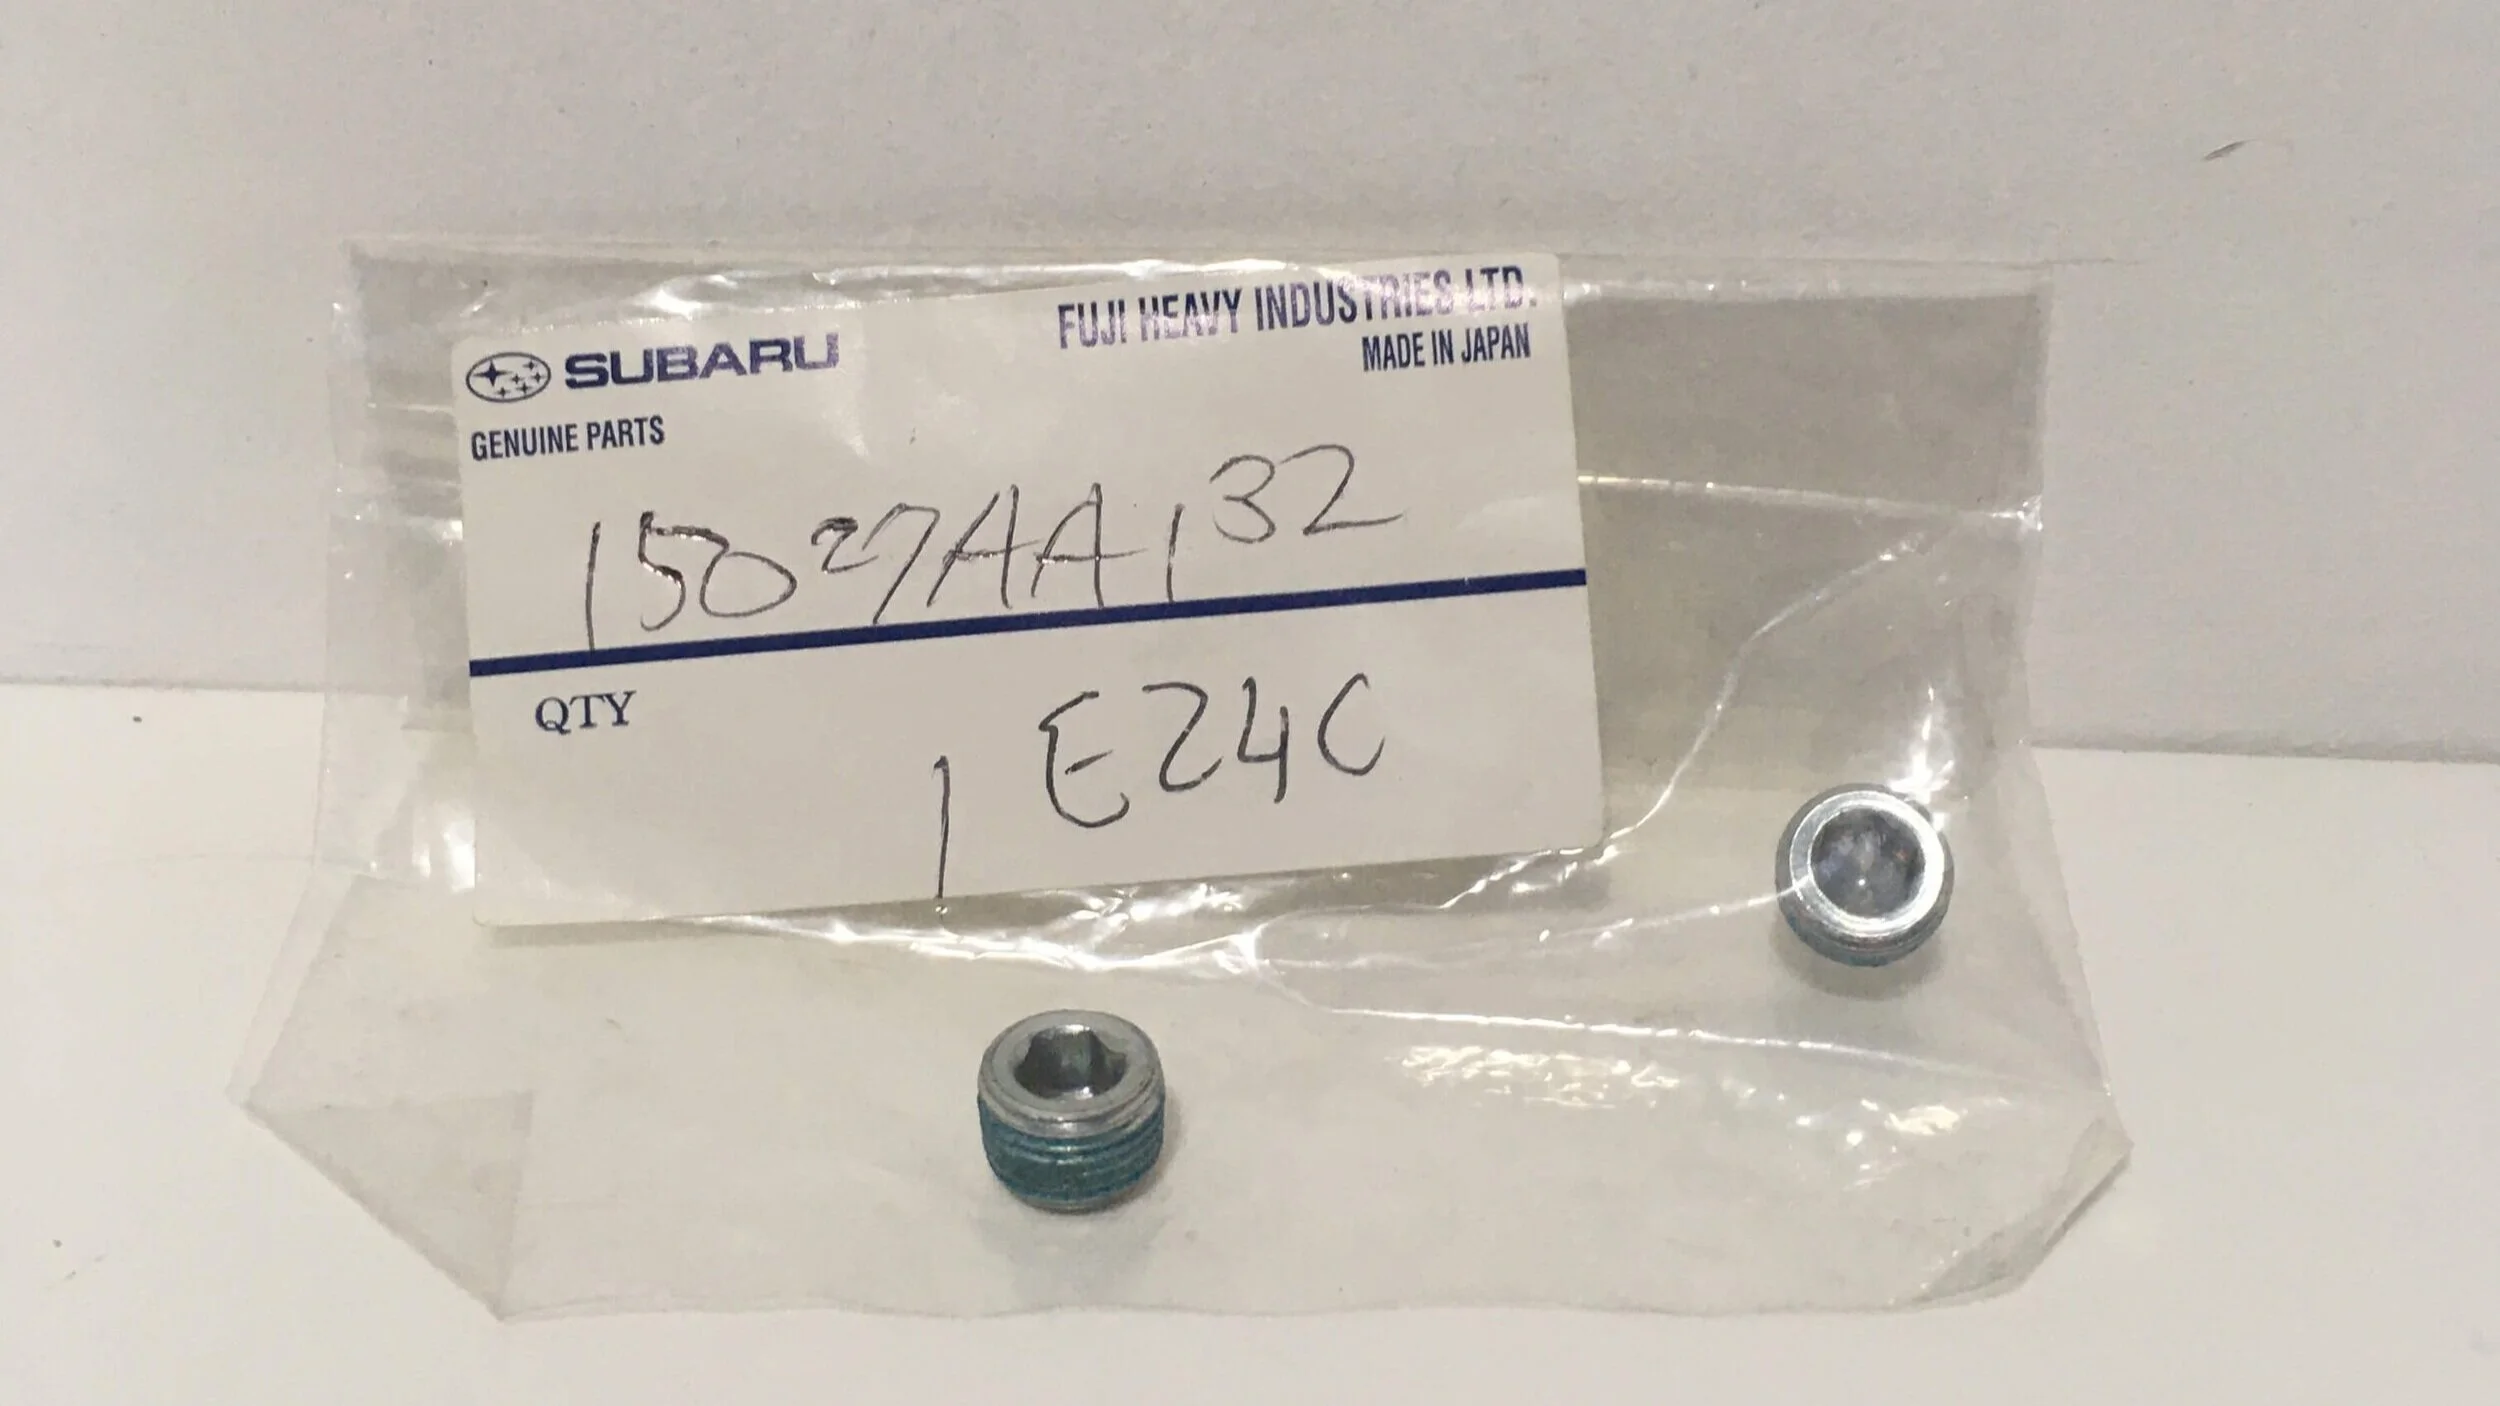 SUBARU
FUJI HEAVY INDUSTRIES LTD.
MADE IN JAPAN
GENUINE PARTS
15027AA132
QTY
1 E24C